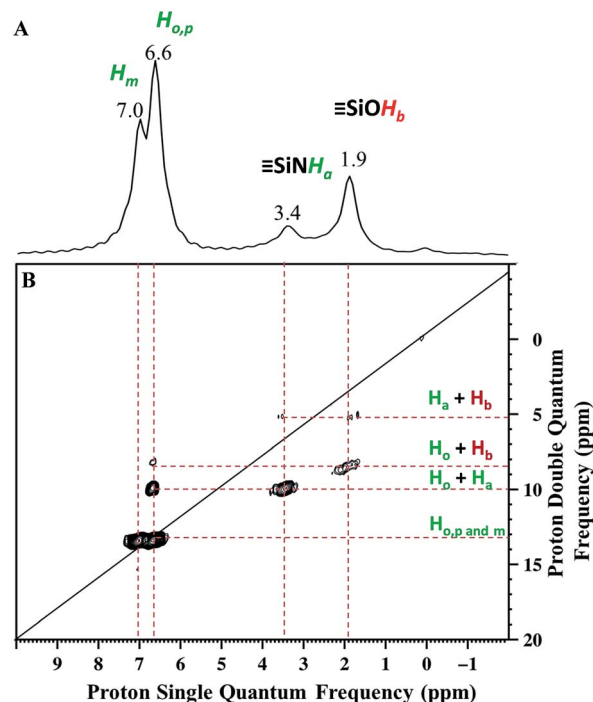 A
H_{o,p}
H_m
6.6
7.0
≡SiOH_b
≡SiNH_a
1.9
3.4
B
0
H_a + H_b
5
H_o + H_b
H_o + H_a
10
H_{o,p and m}
15
20
Proton Double Quantum
Frequency (ppm)
9 8 7 6 5 4 3 2 1 0 −1
Proton Single Quantum Frequency (ppm)